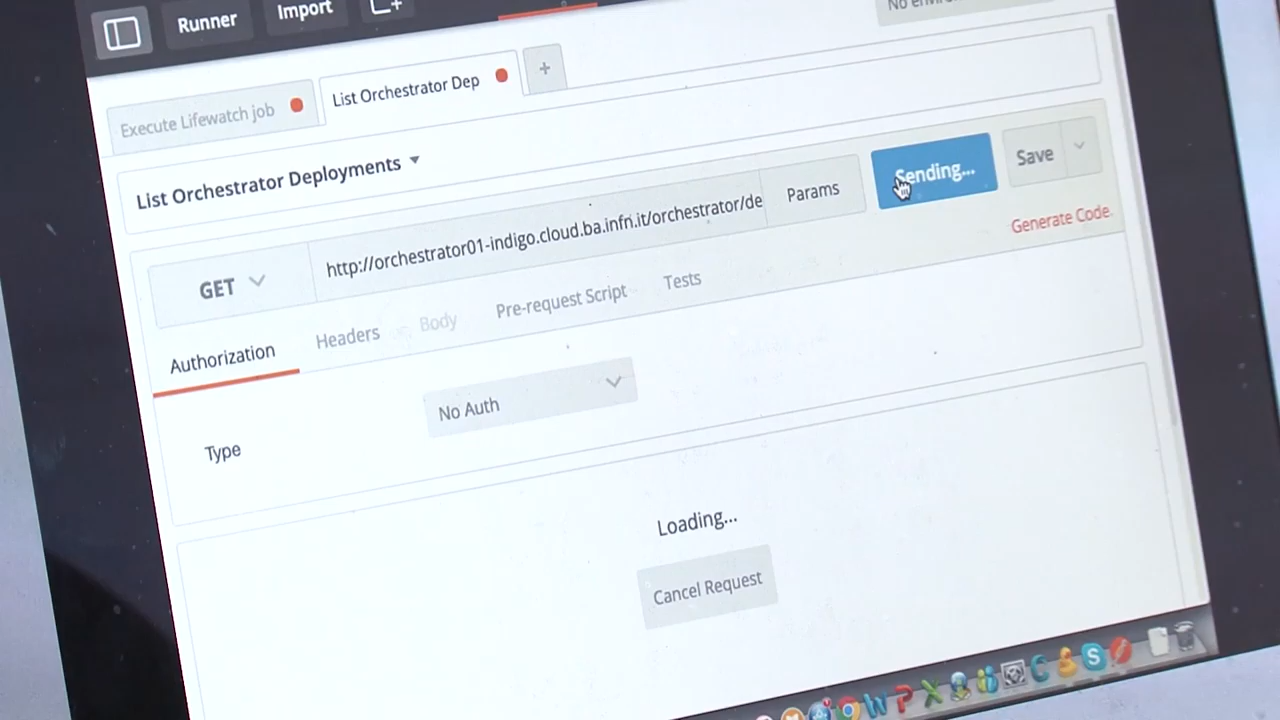 Runner
Import
Execute Lifewatch job
List Orchestrator Dep
+
List Orchestrator Deployments
GET
http://orchestrator01-indigo.cloud.ba.infn.it/orchestrator/de
Params
Sending...
Save
Generate Code
Authorization
Headers
Body
Pre-request Script
Tests
Type
No Auth
Loading...
Cancel Request